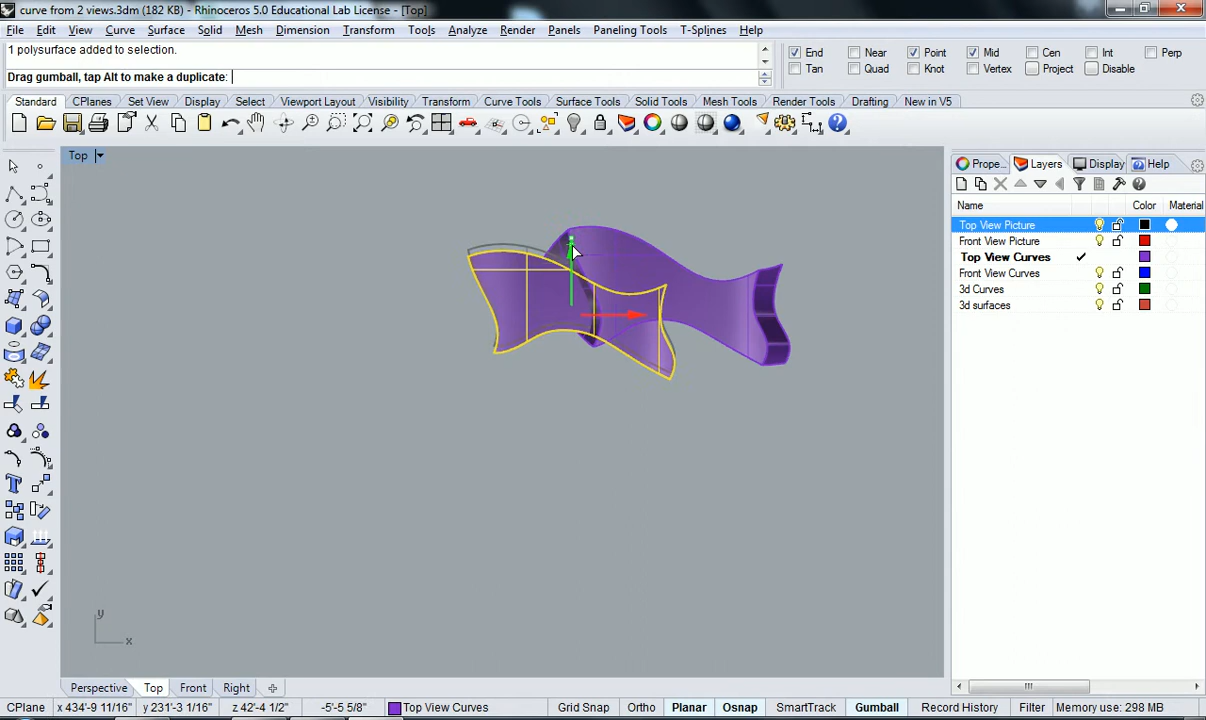 curve from 2 views.3dm (182 KB) - Rhinoceros 5.0 Educational Lab License - [Top]
File Edit View Curve Surface Solid Mesh Dimension Transform Tools Analyze Render Panels Paneling Tools T-Splines Help
1 polysurface added to selection.
Drag gumball, tap Alt to make a duplicate:
End Near Point Mid Cen Int Perp
Tan Quad Knot Vertex Project Disable
Standard CPlanes Set View Display Select Viewport Layout Visibility Transform Curve Tools Surface Tools Solid Tools Mesh Tools Render Tools Drafting New in V5
Top
Prope... Layers Display Help
Name Color Material
Top View Picture
Front View Picture
Top View Curves
Front View Curves
3d Curves
3d surfaces
y
x
Perspective Top Front Right
CPlane x 434'-9 11/16" y 231'-3 1/16" z 42'-4 1/2" -5'-5 5/8" Top View Curves Grid Snap Ortho Planar Osnap SmartTrack Gumball Record History Filter Memory use: 298 MB